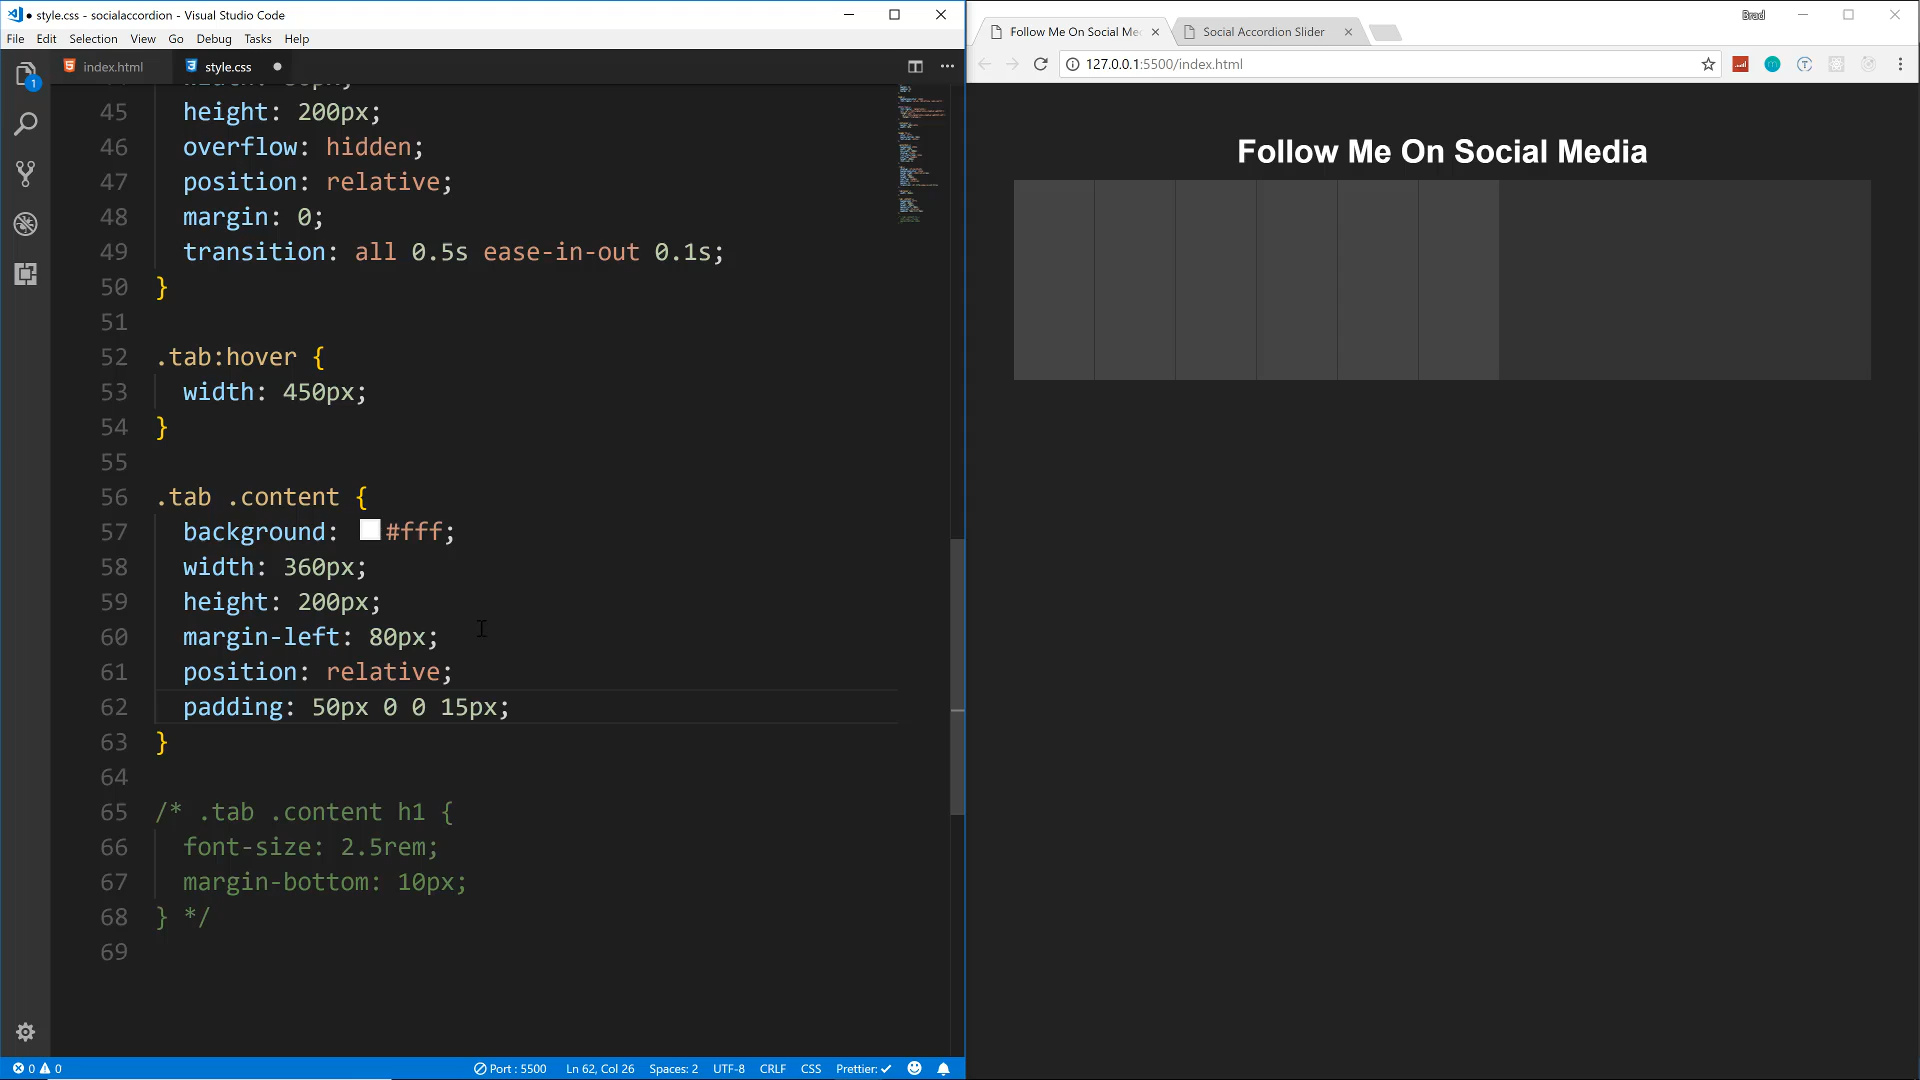 style.css - socialaccordion - Visual Studio Code
File Edit Selection View Go Debug Tasks Help
1
index.html style.css
45 height: 200px;
46 overflow: hidden;
47 position: relative;
48 margin: 0;
49 transition: all 0.5s ease-in-out 0.1s;
50 }
51
52 .tab:hover {
53 width: 450px;
54 }
55
56 .tab .content {
57 background: #fff;
58 width: 360px;
59 height: 200px;
60 margin-left: 80px;
61 position: relative;
62 padding: 50px 0 0 15px;
63 }
64
65 /* .tab .content h1 {
66 font-size: 2.5rem;
67 margin-bottom: 10px;
68 } */
69
0 0 Port : 5500 Ln 62, Col 26 Spaces: 2 UTF-8 CRLF CSS Prettier: ✓
Brad
Follow Me On Social Me Social Accordion Slider
127.0.0.1:5500/index.html
Follow Me On Social Media